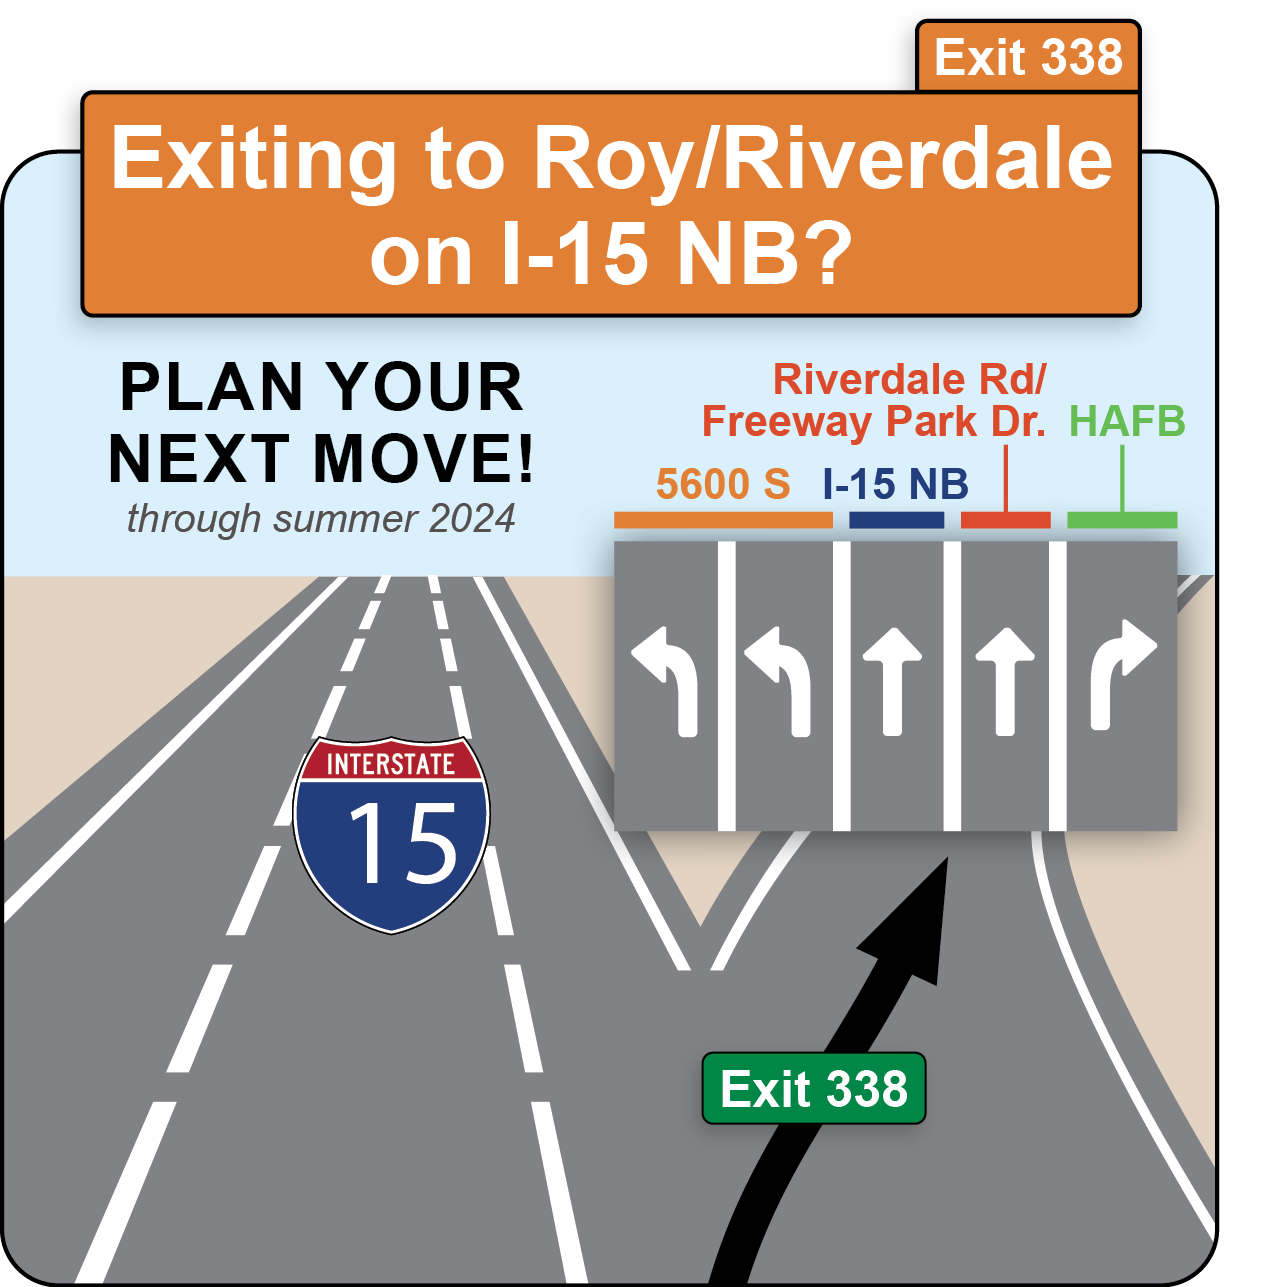 Exit 338
Exiting to Roy/Riverdale
on I-15 NB?
PLAN YOUR
NEXT MOVE!
through summer 2024
Riverdale Rd/
Freeway Park Dr.
HAFB
5600 S
I-15 NB
INTERSTATE
15
Exit 338